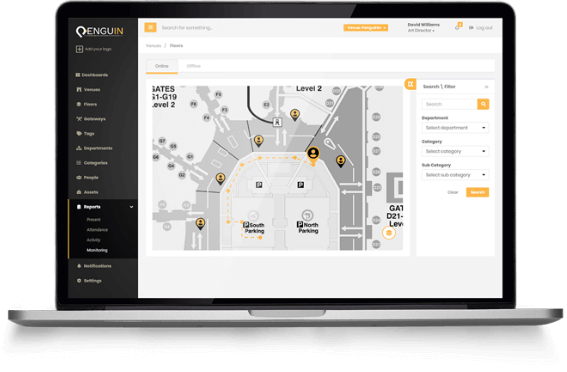 PENGUIN
Add your logo
Dashboards
Venues
Floors
Gateways
Tags
Departments
Categories
People
Assets
Reports
Present
Attendance
Activity
Monitoring
Notifications
Settings
Search for something...
Venue Penguin
David Williams
Art Director
Log out
Venues / Floors
Online
Offline
GATES
G1-G19
Level 2
Level 2
P
P
P South
Parking
P North
Parking
GAT
D21-
Leve
Search & Filter
Search
Department
Select department
Category
Select category
Sub Category
Select sub category
Clear
Search